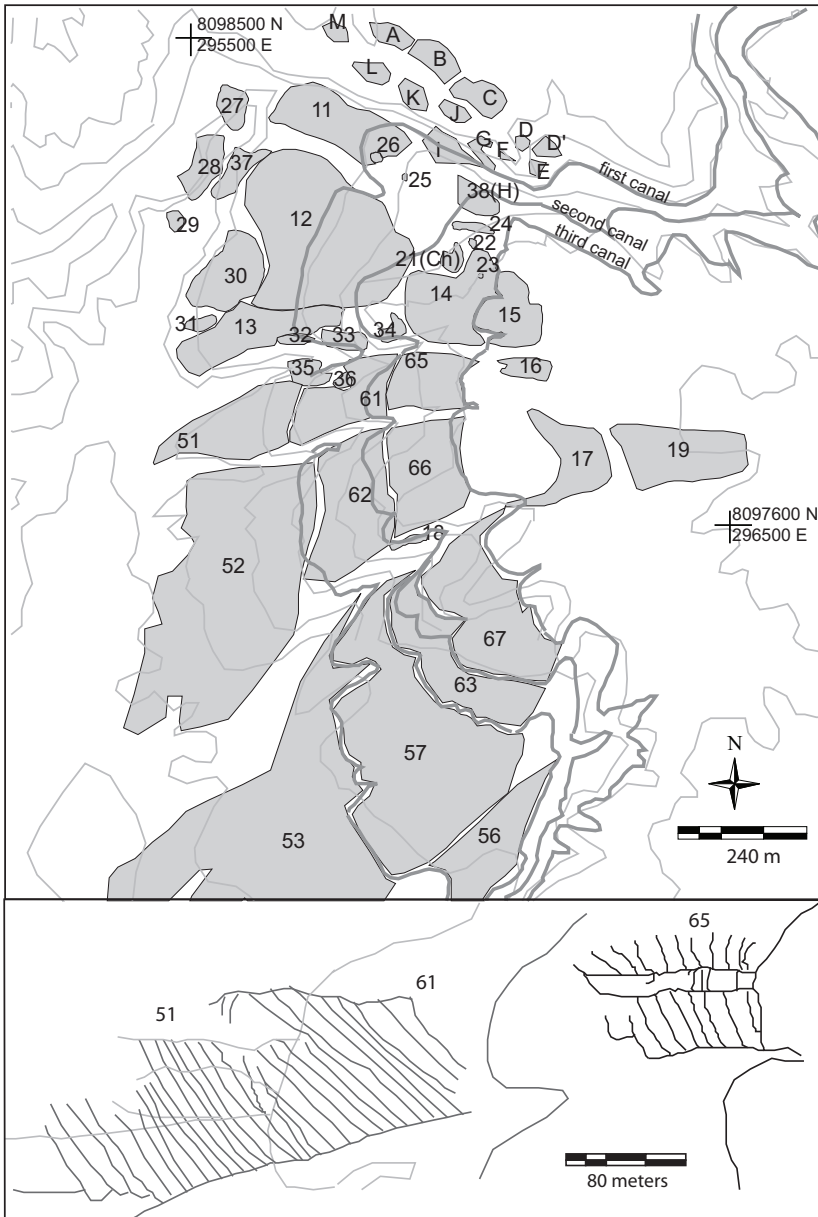 8098500 N
295500 E
M
A
B
L
K
C
J
27
11
26
i
G
F
D
D'
E
28
37
25
first canal
38(H)
second canal
third canal
29
12
24
22
21(Ch)
23
30
14
15
31
13
32
33
34
65
16
35
36
61
51
66
17
19
62
18
8097600 N
296500 E
52
67
63
57
N
53
56
240 m
65
61
51
80 meters